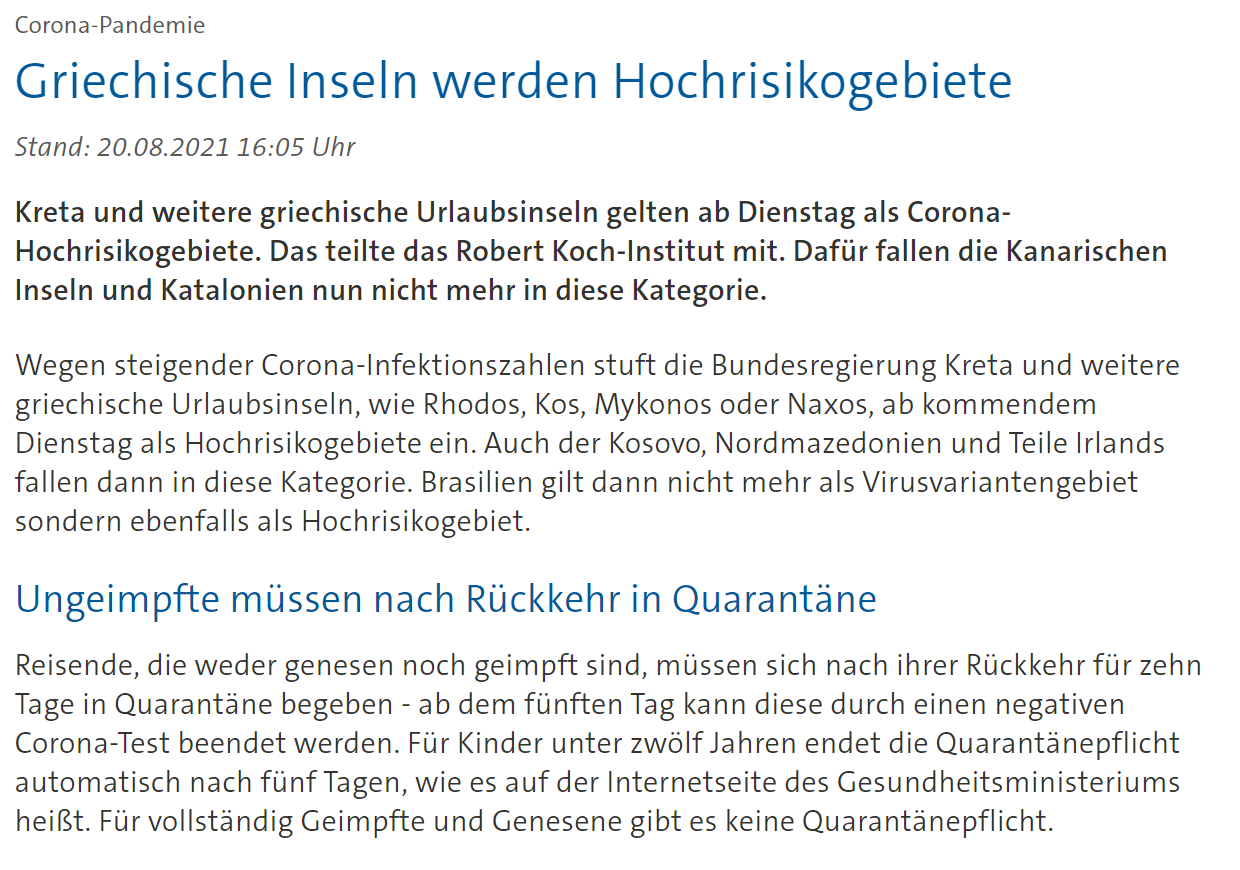 Corona-Pandemie
Griechische Inseln werden Hochrisikogebiete
Stand: 20.08.2021 16:05 Uhr
Kreta und weitere griechische Urlaubsinseln gelten ab Dienstag als Corona-
Hochrisikogebiete. Das teilte das Robert Koch-Institut mit. Dafür fallen die Kanarischen
Inseln und Katalonien nun nicht mehr in diese Kategorie.
Wegen steigender Corona-Infektionszahlen stuft die Bundesregierung Kreta und weitere
griechische Urlaubsinseln, wie Rhodos, Kos, Mykonos oder Naxos, ab kommendem
Dienstag als Hochrisikogebiete ein. Auch der Kosovo, Nordmazedonien und Teile Irlands
fallen dann in diese Kategorie. Brasilien gilt dann nicht mehr als Virusvariantengebiet
sondern ebenfalls als Hochrisikogebiet.
Ungeimpfte müssen nach Rückkehr in Quarantäne
Reisende, die weder genesen noch geimpft sind, müssen sich nach ihrer Rückkehr für zehn
Tage in Quarantäne begeben - ab dem fünften Tag kann diese durch einen negativen
Corona-Test beendet werden. Für Kinder unter zwölf Jahren endet die Quarantänepflicht
automatisch nach fünf Tagen, wie es auf der Internetseite des Gesundheitsministeriums
heißt. Für vollständig Geimpfte und Genesene gibt es keine Quarantänepflicht.